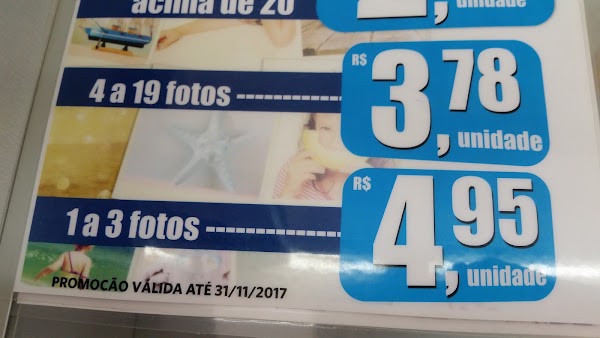 acima de 20
unidade
R$ 3,78
4 a 19 fotos ---------------
unidade
R$ 4,95
1 a 3 fotos ------------------
unidade
PROMOCÃO VÁLIDA ATÉ 31/11/2017